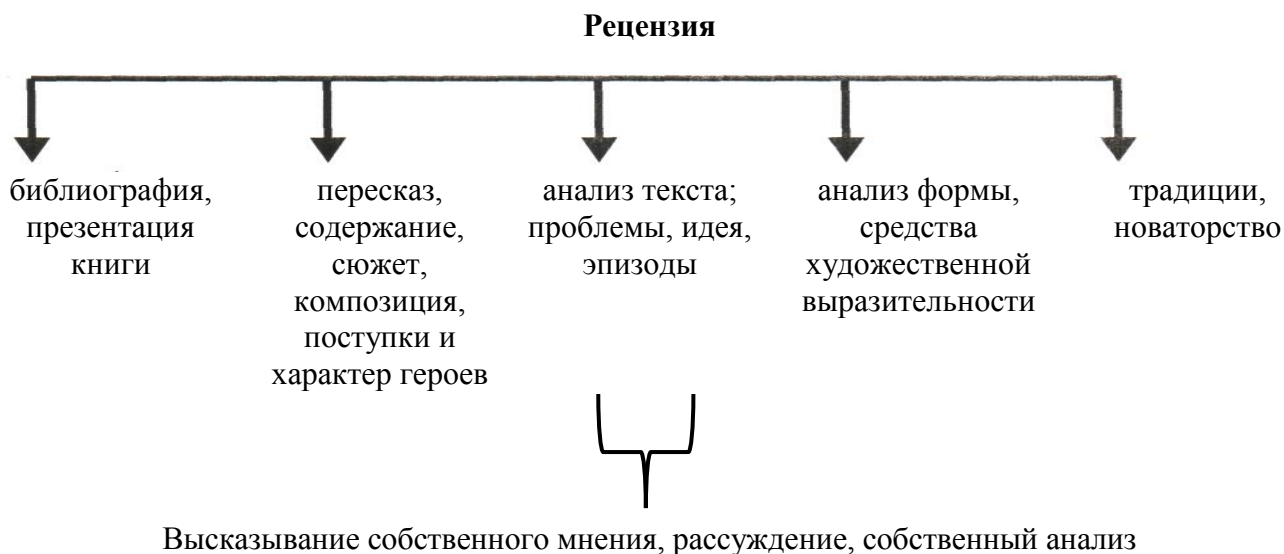 Рецензия
библиография,
презентация
книги
пересказ,
содержание,
сюжет,
композиция,
поступки и
характер героев
анализ текста;
проблемы, идея,
эпизоды
анализ формы,
средства
художественной
выразительности
традиции,
новаторство
Высказывание собственного мнения, рассуждение, собственный анализ